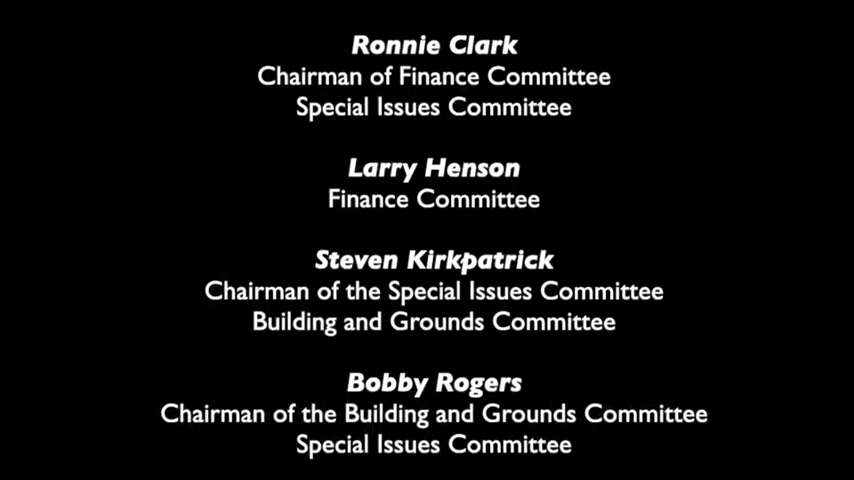 Ronnie Clark
Chairman of Finance Committee
Special Issues Committee
Larry Henson
Finance Committee
Steven Kirkpatrick
Chairman of the Special Issues Committee
Building and Grounds Committee
Bobby Rogers
Chairman of the Building and Grounds Committee
Special Issues Committee